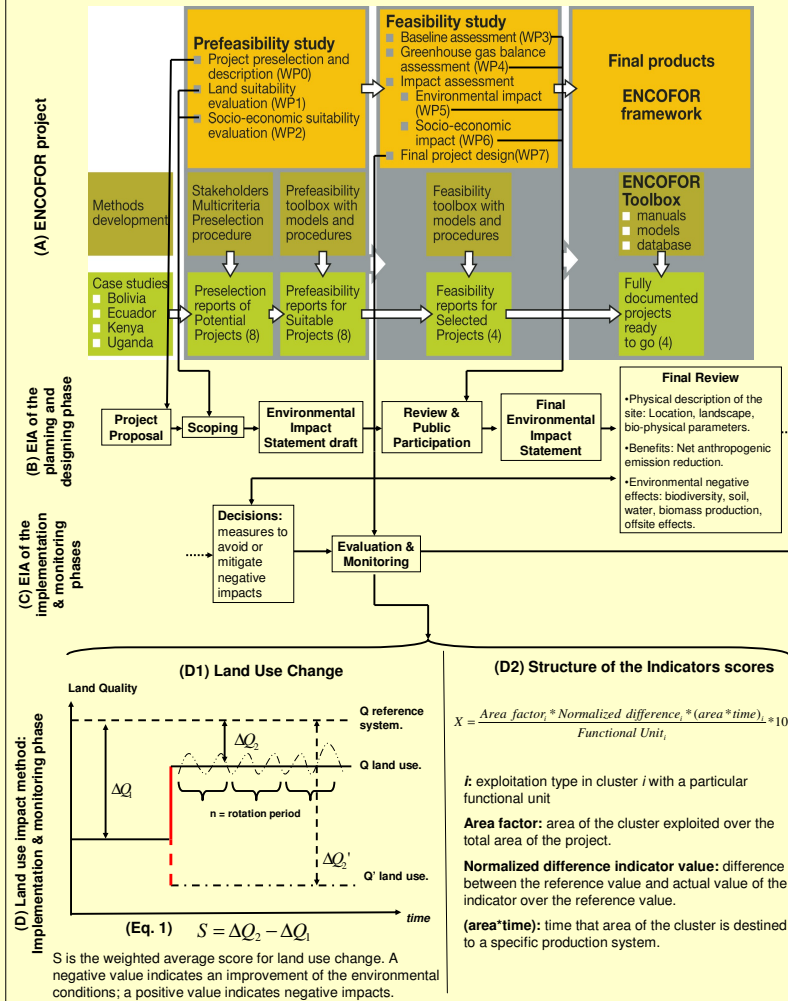 (A) ENCOFOR project
Prefeasibility study
Project preselection and
description (WP0)
Land suitability
evaluation (WP1)
Socio-economic suitability
evaluation (WP2)
Feasibility study
Baseline assessment (WP3)
Greenhouse gas balance
assessment (WP4)
Impact assessment
Environmental impact
(WP5)
Socio-economic
impact (WP6)
Final project design(WP7)
Final products
ENCOFOR
framework
Methods
development
Stakeholders
Multicriteria
Preselection
procedure
Prefeasibility
toolbox with
models and
procedures
Feasibility
toolbox with
models and
procedures
ENCOFOR
Toolbox
manuals
models
database
Case studies
Bolivia
Ecuador
Kenya
Uganda
Preselection
reports of
Potential
Projects (8)
Prefeasibility
reports for
Suitable
Projects (8)
Feasibility
reports for
Selected
Projects (4)
Fully
documented
projects
ready
to go (4)
(B) EIA of the
planning and
designing phase
Project
Proposal
Scoping
Environmental
Impact
Statement draft
Review &
Public
Participation
Final
Environmental
Impact
Statement
Final Review
•Physical description of the
site: Location, landscape,
bio-physical parameters.
•Benefits: Net anthropogenic
emission reduction.
•Environmental negative
effects: biodiversity, soil,
water, biomass production,
offsite effects.
(C) EIA of the
implementation
& monitoring
phases
Decisions:
measures to
avoid or
mitigate
negative
impacts
Evaluation &
Monitoring
(D) Land use impact method:
Implementation & monitoring phase
(D1) Land Use Change
Land Quality
Q reference
system.
ΔQ₂
Q land use.
ΔQ₁
n = rotation period
ΔQ₂'
Q' land use.
time
(Eq. 1) S = ΔQ₂ − ΔQ₁
S is the weighted average score for land use change. A
negative value indicates an improvement of the environmental
conditions; a positive value indicates negative impacts.
(D2) Structure of the Indicators scores
X = Area factorᵢ * Normalized differenceᵢ * (area * time)ᵢ / Functional Unitᵢ * 10
i: exploitation type in cluster i with a particular
functional unit
Area factor: area of the cluster exploited over the
total area of the project.
Normalized difference indicator value: difference
between the reference value and actual value of the
indicator over the reference value.
(area*time): time that area of the cluster is destined
to a specific production system.